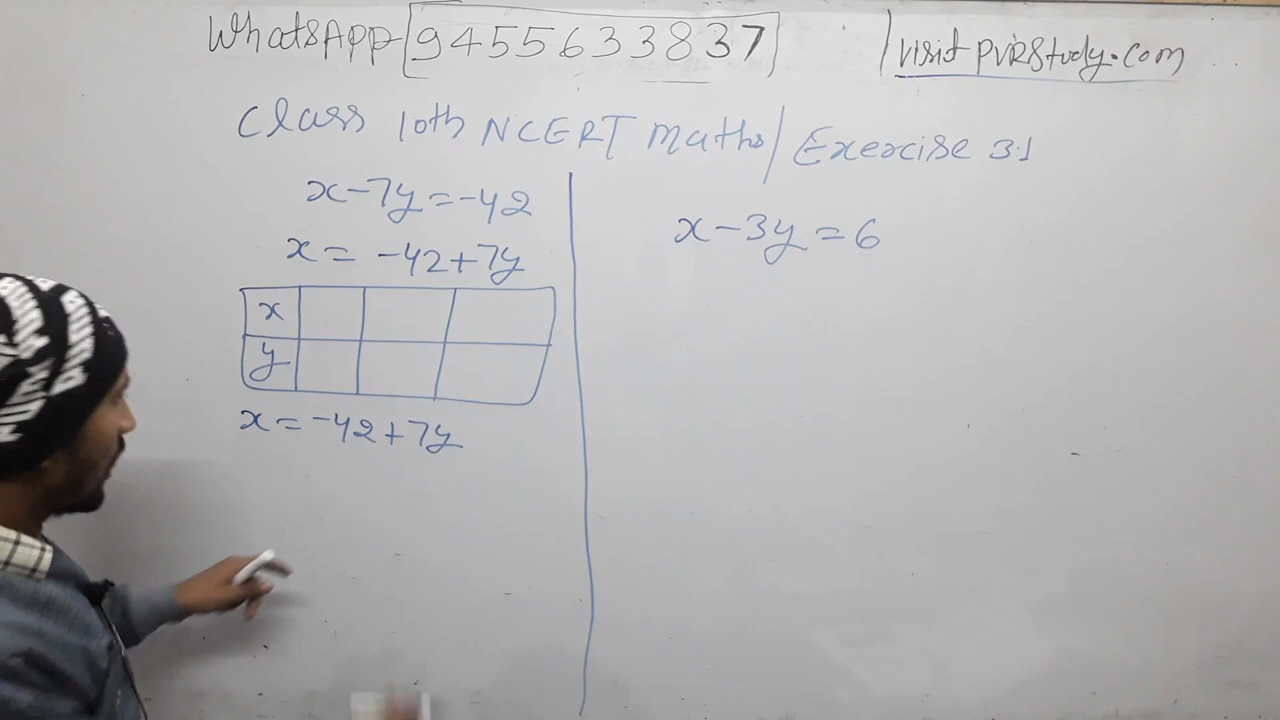 WhatsApp 9455633837 | visit PVRStudy.com
Class 10th NCERT Maths/ Exercise 3.1
x-7y=-42
x= -42+7y
x
y
x=-42+7y
x-3y=6